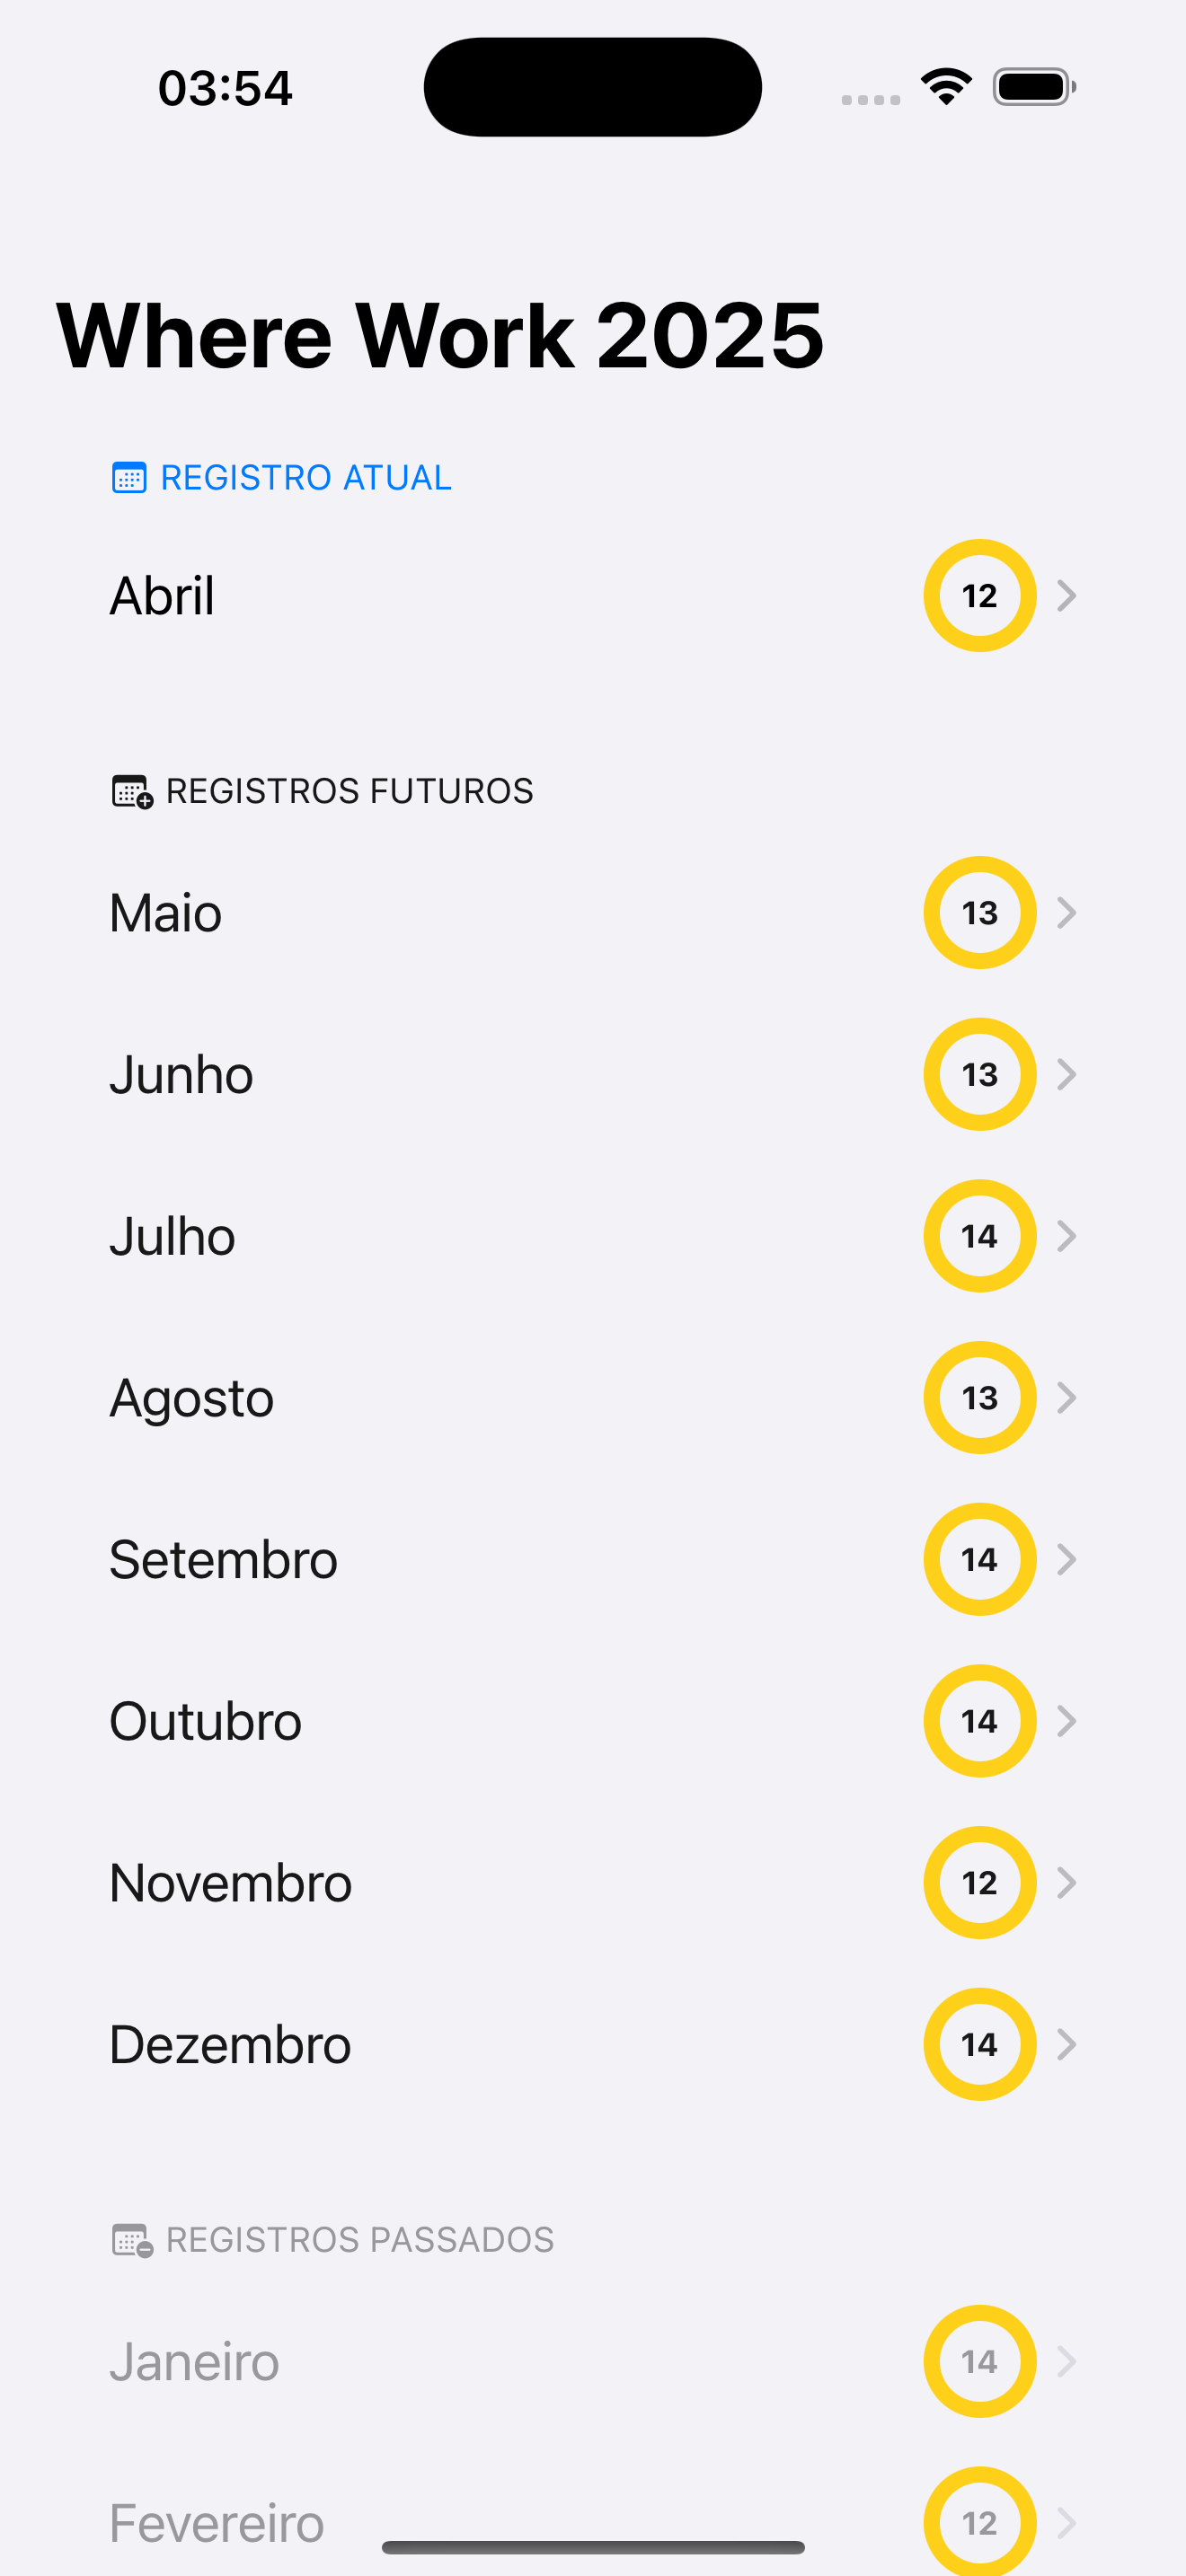 03:54
Where Work 2025
REGISTRO ATUAL
Abril 12
REGISTROS FUTUROS
Maio 13
Junho 13
Julho 14
Agosto 13
Setembro 14
Outubro 14
Novembro 12
Dezembro 14
REGISTROS PASSADOS
Janeiro 14
Fevereiro 12